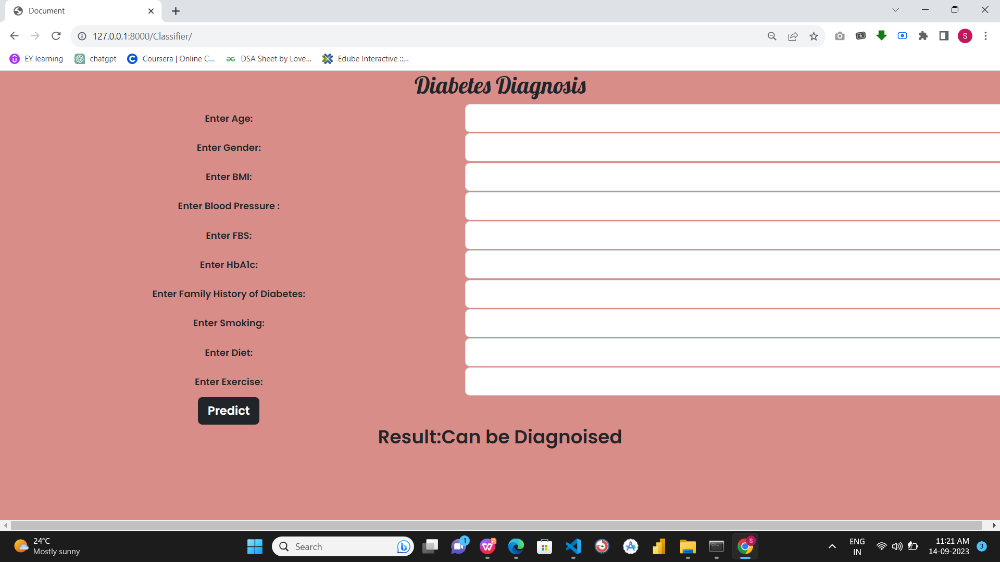 Document
127.0.0.1:8000/Classifier/
S
EY learning
chatgpt
Coursera | Online C...
DSA Sheet by Love...
Edube Interactive ::...
Diabetes Diagnosis
Enter Age:
Enter Gender:
Enter BMI:
Enter Blood Pressure :
Enter FBS:
Enter HbA1c:
Enter Family History of Diabetes:
Enter Smoking:
Enter Diet:
Enter Exercise:
Predict
Result:Can be Diagnoised
24°C
Mostly sunny
Search
1
S
ENG
IN
11:21 AM
14-09-2023
3